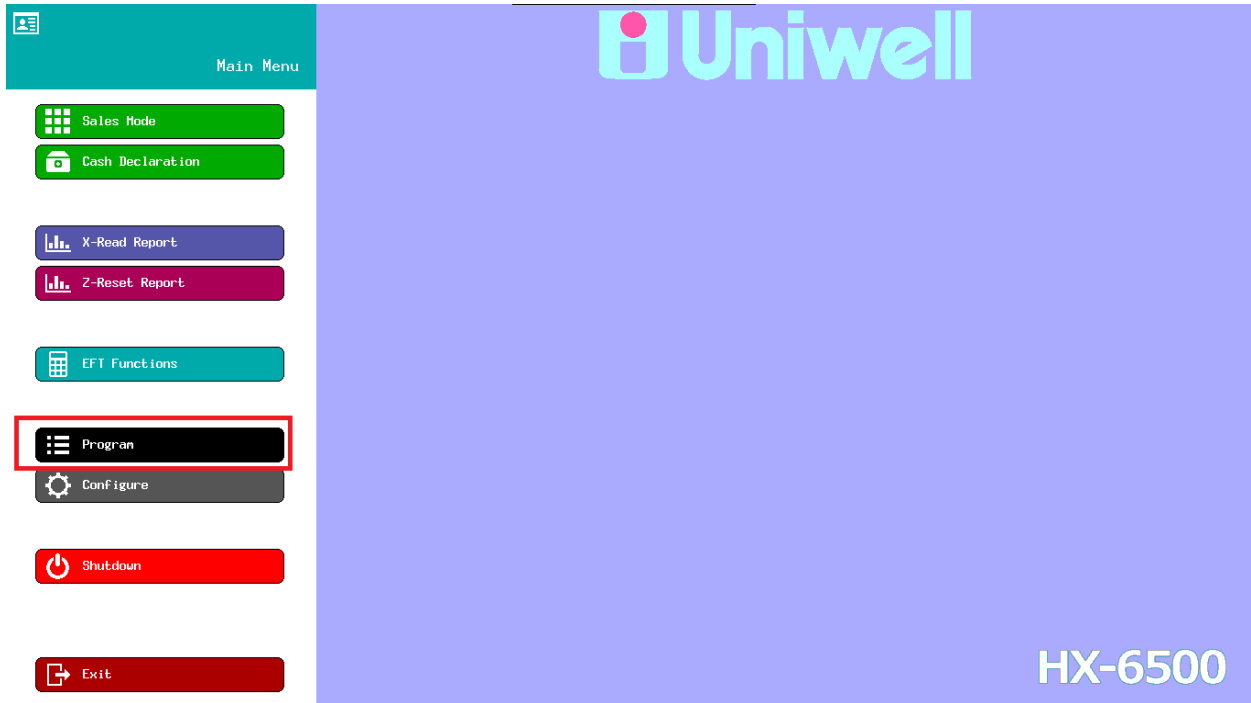 Main Menu
Uniwell
Sales Mode
Cash Declaration
X-Read Report
Z-Reset Report
EFT Functions
Program
Configure
Shutdown
Exit
HX-6500